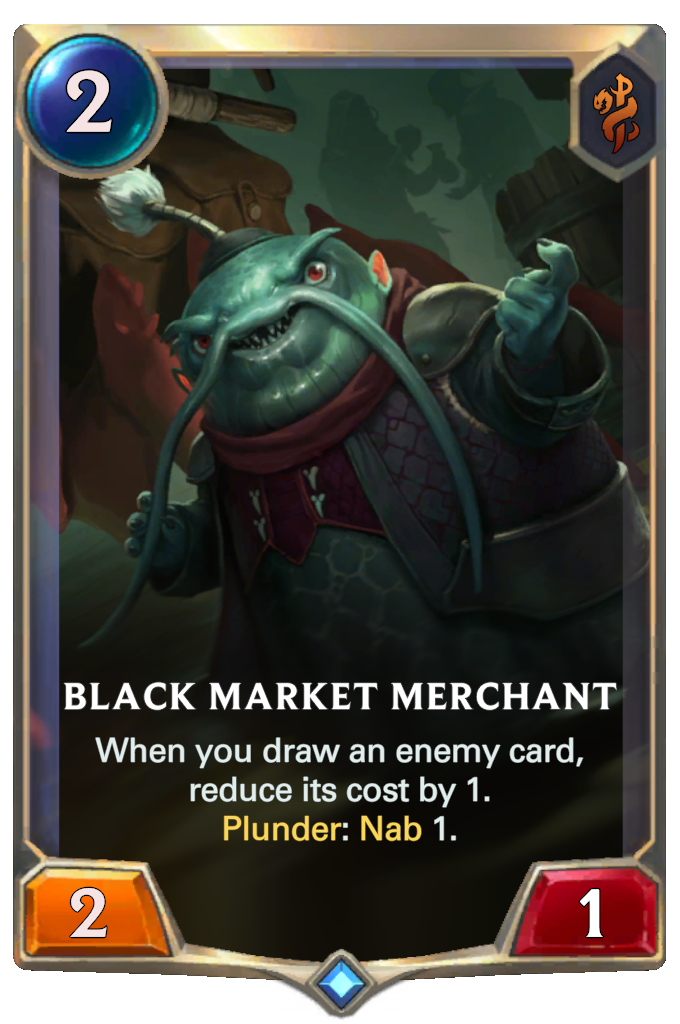 2
BLACK MARKET MERCHANT
When you draw an enemy card,
reduce its cost by 1.
Plunder: Nab 1.
2
1